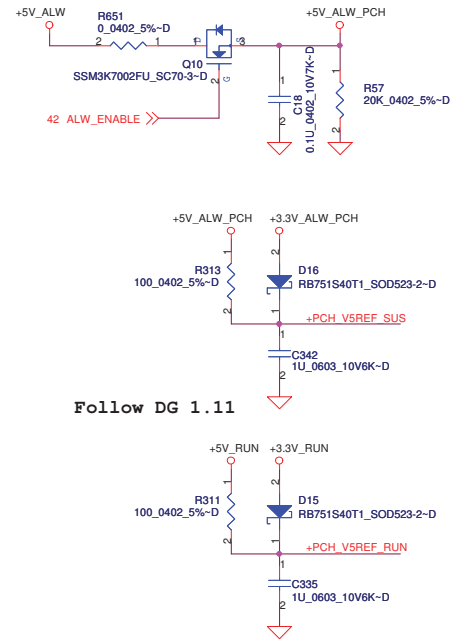 +5V_ALW
+5V_ALW_PCH
R651
0_0402_5%~D
2
1
1
D
S
3
Q10
SSM3K7002FU_SC70-3~D
2
G
42 ALW_ENABLE
1
2
C18
0.1U_0402_10V7K~D
1
2
R57
20K_0402_5%~D
+5V_ALW_PCH
+3.3V_ALW_PCH
1
2
R313
100_0402_5%~D
2
1
D16
RB751S40T1_SOD523-2~D
+PCH_V5REF_SUS
1
C342
1U_0603_10V6K~D
2
Follow DG 1.11
+5V_RUN
+3.3V_RUN
1
2
R311
100_0402_5%~D
2
1
D15
RB751S40T1_SOD523-2~D
+PCH_V5REF_RUN
1
C335
1U_0603_10V6K~D
2